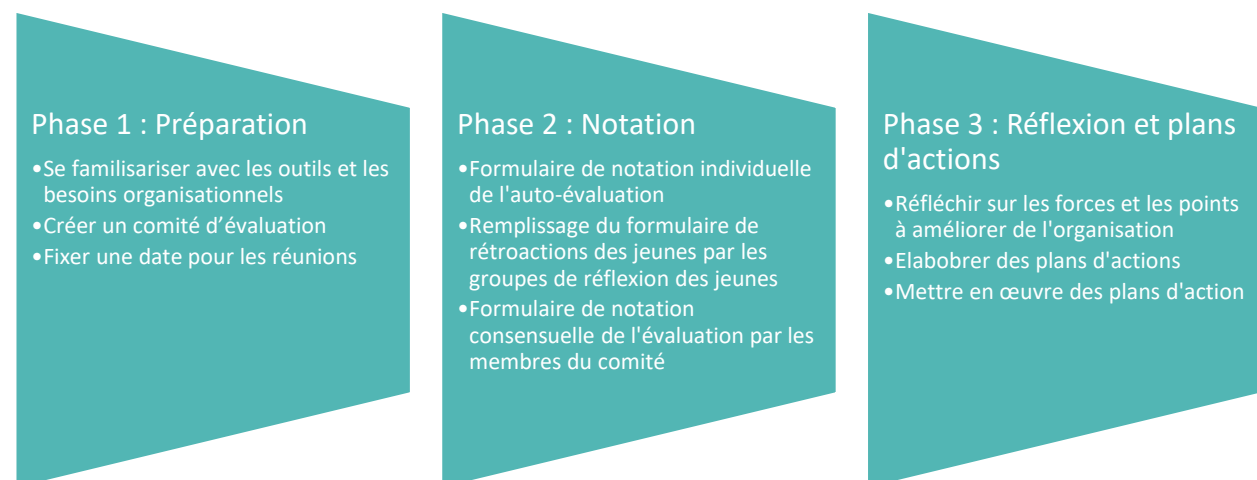 Phase 1 : Préparation
•Se familisariser avec les outils et les
besoins organisationnels
•Créer un comité d’évaluation
•Fixer une date pour les réunions
Phase 2 : Notation
•Formulaire de notation individuelle
de l'auto-évaluation
•Remplissage du formulaire de
rétroactions des jeunes par les
groupes de réflexion des jeunes
•Formulaire de notation
consensuelle de l'évaluation par les
membres du comité
Phase 3 : Réflexion et plans
d'actions
•Réfléchir sur les forces et les points
à améliorer de l'organisation
•Elabobrer des plans d'actions
•Mettre en œuvre des plans d'action